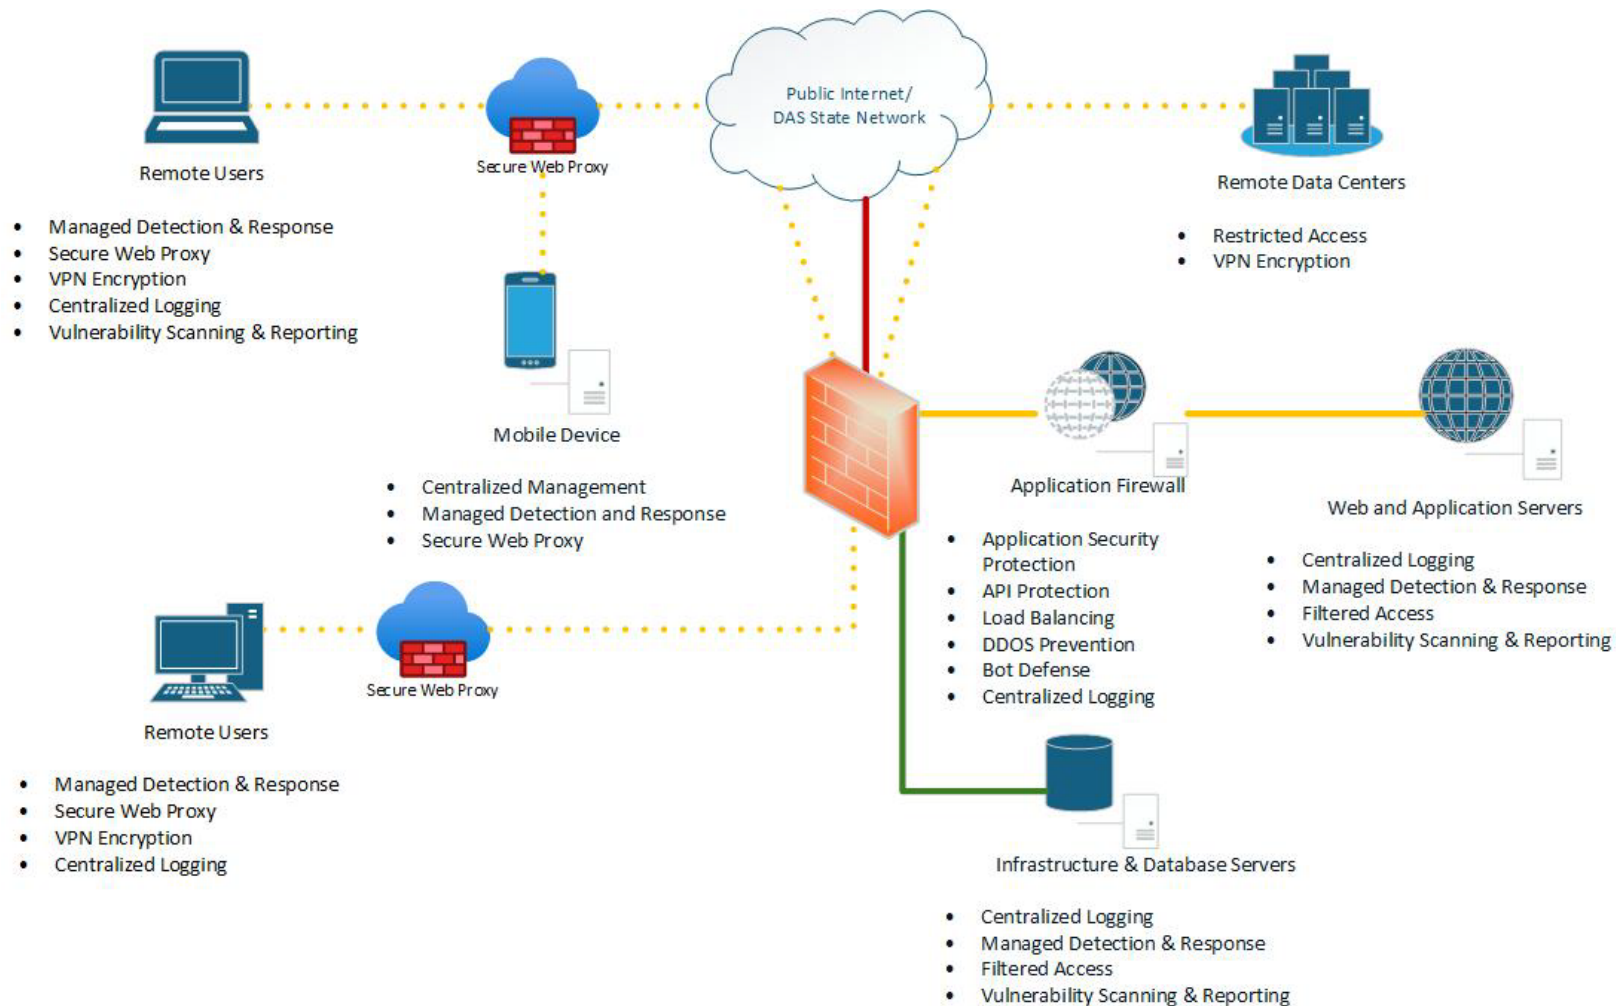 Public Internet/
DAS State Network
Remote Users
• Managed Detection & Response
• Secure Web Proxy
• VPN Encryption
• Centralized Logging
• Vulnerability Scanning & Reporting
Secure Web Proxy
Mobile Device
• Centralized Management
• Managed Detection and Response
• Secure Web Proxy
Remote Data Centers
• Restricted Access
• VPN Encryption
Application Firewall
• Application Security
Protection
• API Protection
• Load Balancing
• DDOS Prevention
• Bot Defense
• Centralized Logging
Web and Application Servers
• Centralized Logging
• Managed Detection & Response
• Filtered Access
• Vulnerability Scanning & Reporting
Secure Web Proxy
Remote Users
• Managed Detection & Response
• Secure Web Proxy
• VPN Encryption
• Centralized Logging
Infrastructure & Database Servers
• Centralized Logging
• Managed Detection & Response
• Filtered Access
• Vulnerability Scanning & Reporting